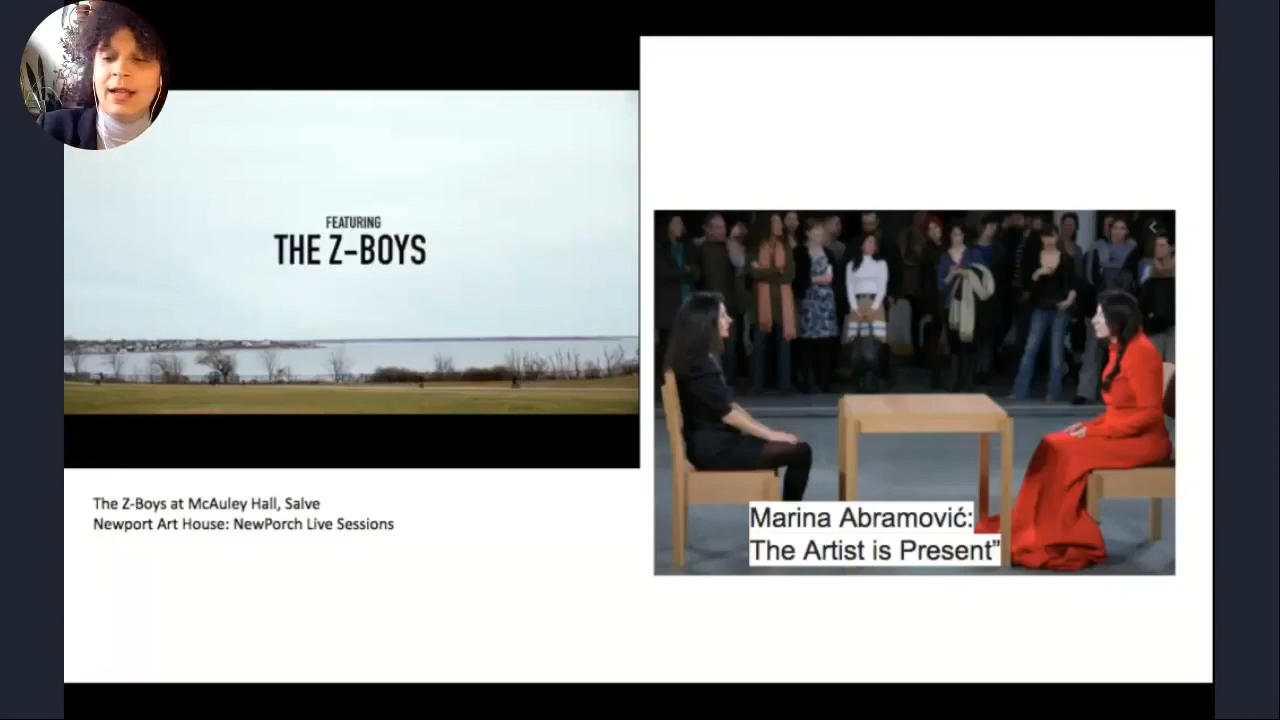 FEATURING
THE Z-BOYS
The Z-Boys at McAuley Hall, Salve
Newport Art House: NewPorch Live Sessions
Marina Abramović:
The Artist is Present”